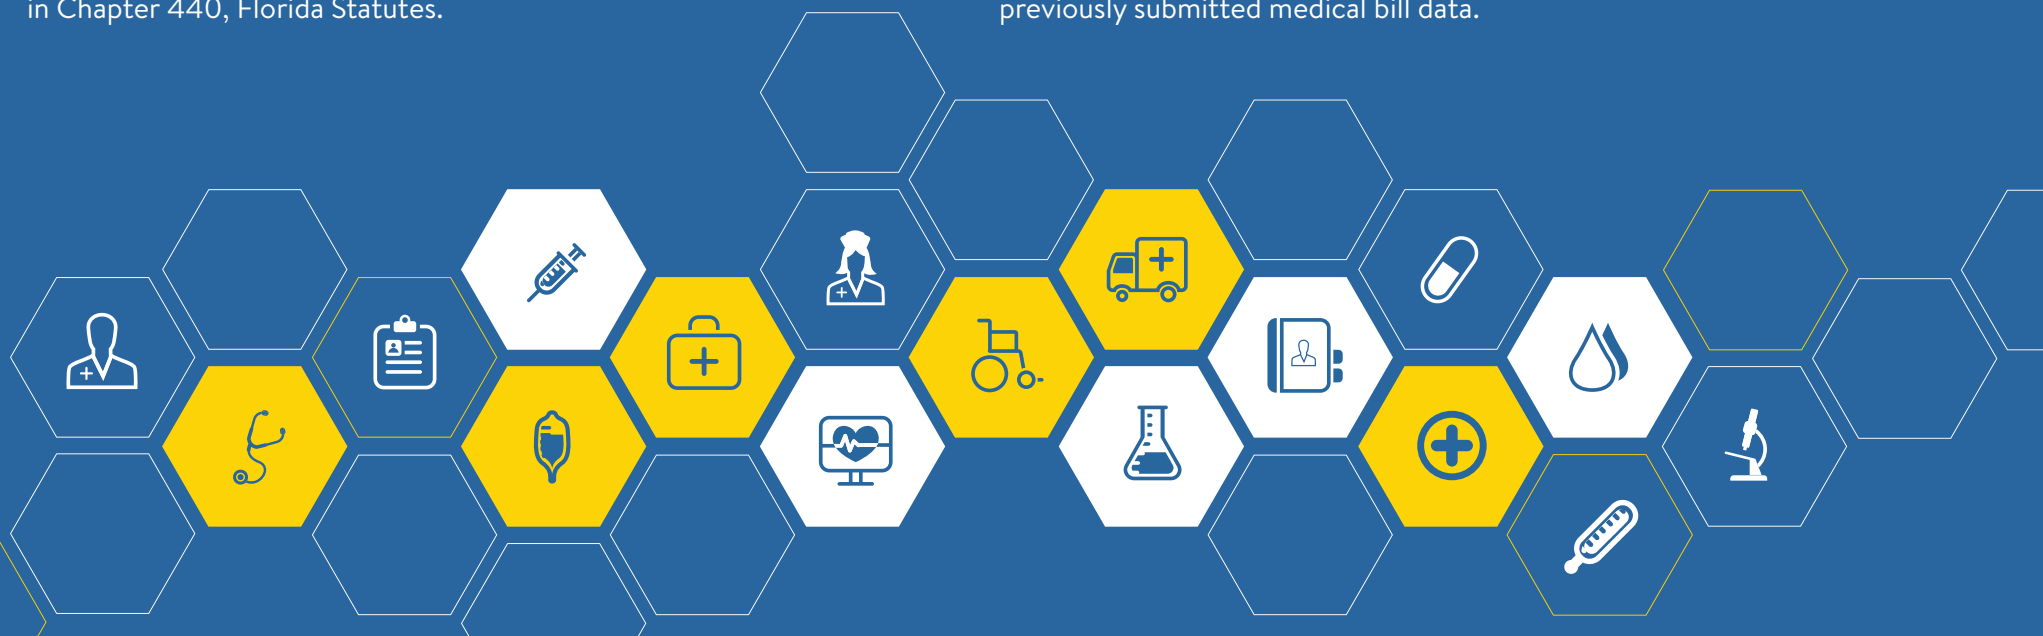 in Chapter 440, Florida Statutes.
previously submitted medical bill data.